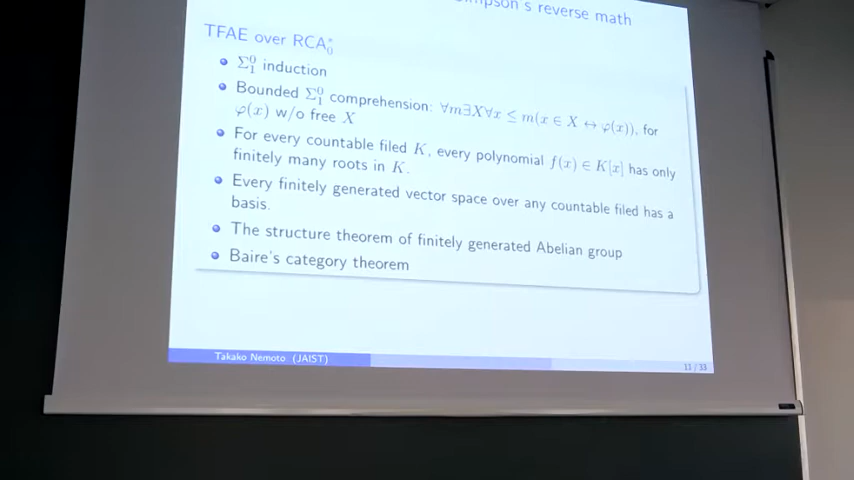 Simpson's reverse math
TFAE over RCA₀*
Σ⁰₁ induction
Bounded Σ⁰₁ comprehension: ∀m∃X∀x ≤ m(x ∈ X ↔ φ(x)), for
φ(x) w/o free X
For every countable filed K, every polynomial f(x) ∈ K[x] has only
finitely many roots in K.
Every finitely generated vector space over any countable filed has a
basis.
The structure theorem of finitely generated Abelian group
Baire's category theorem
Takako Nemoto (JAIST)
11 / 33